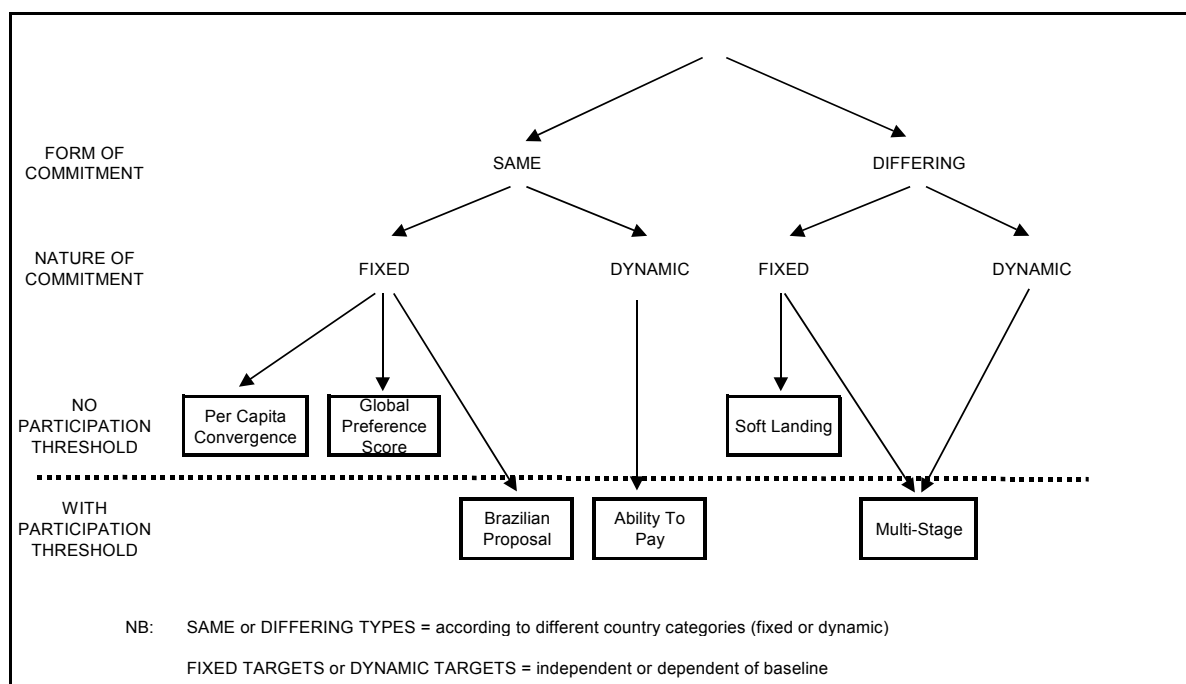 FORM OF
COMMITMENT
SAME
DIFFERING
NATURE OF
COMMITMENT
FIXED
DYNAMIC
FIXED
DYNAMIC
NO
PARTICIPATION
THRESHOLD
Per Capita
Convergence
Global
Preference
Score
Soft Landing
WITH
PARTICIPATION
THRESHOLD
Brazilian
Proposal
Ability To
Pay
Multi-Stage
NB: SAME or DIFFERING TYPES = according to different country categories (fixed or dynamic)
FIXED TARGETS or DYNAMIC TARGETS = independent or dependent of baseline